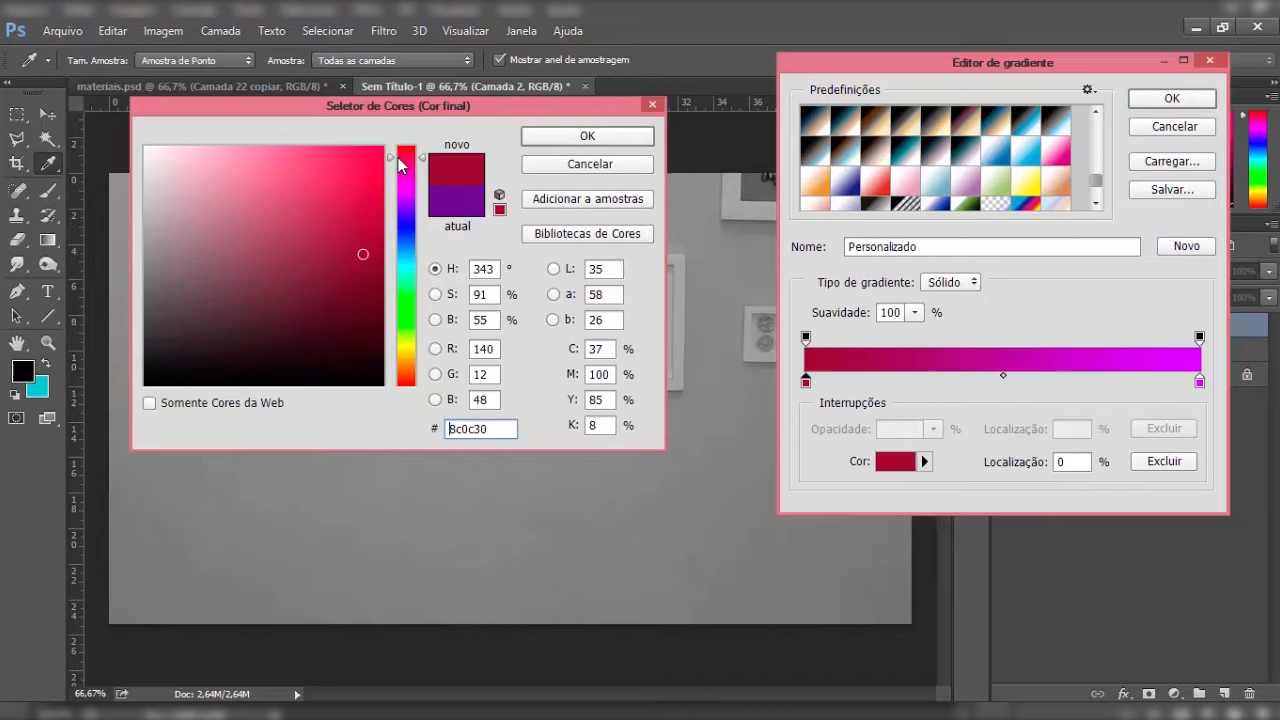 Ps Arquivo Editar Imagem Camada Texto Selecionar Filtro 3D Visualizar Janela Ajuda
Tam. Amostra: Amostra de Ponto Amostra: Todas as camadas Mostrar anel de amostragem
materiais.psd @ 66,7% (Camada 22 copiar, RGB/8) * × Sem Título-1 @ 66,7% (Camada 2, RGB/8) * ×
0 32 34 36
Seletor de Cores (Cor final)
novo
atual
OK
Cancelar
Adicionar a amostras
Bibliotecas de Cores
H: 343 ° L: 35
S: 91 % a: 58
B: 55 % b: 26
R: 140 C: 37 %
G: 12 M: 100 %
B: 48 Y: 85 %
# 8c0c30 K: 8 %
Somente Cores da Web
Editor de gradiente
Predefinições
OK
Cancelar
Carregar...
Salvar...
Nome: Personalizado Novo
Tipo de gradiente: Sólido
Suavidade: 100 %
Interrupções
Opacidade: % Localização: % Excluir
Cor: Localização: 0 % Excluir
66,67% Doc: 2,64M/2,64M